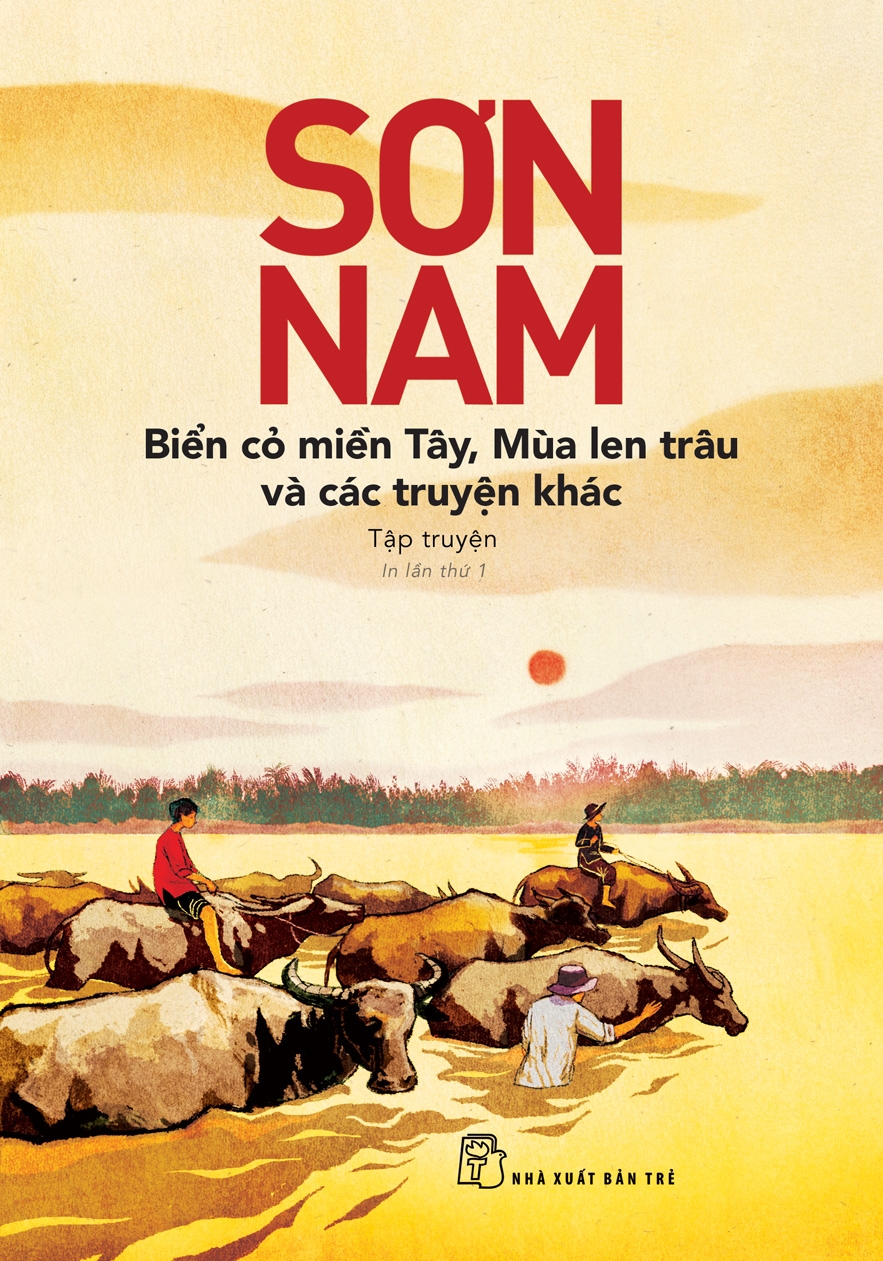 SƠN
NAM
Biển cỏ miền Tây, Mùa len trâu
và các truyện khác
Tập truyện
In lần thứ 1
T
NHÀ XUẤT BẢN TRẺ